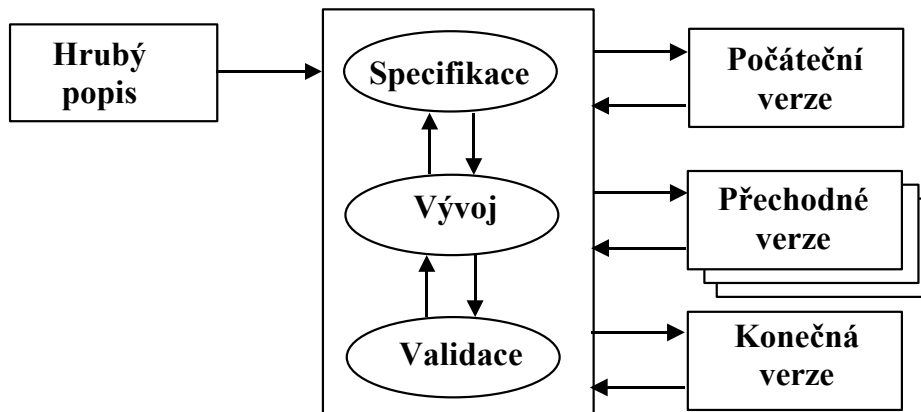 Hrubý
popis
Specifikace
Vývoj
Validace
Počáteční
verze
Přechodné
verze
Konečná
verze